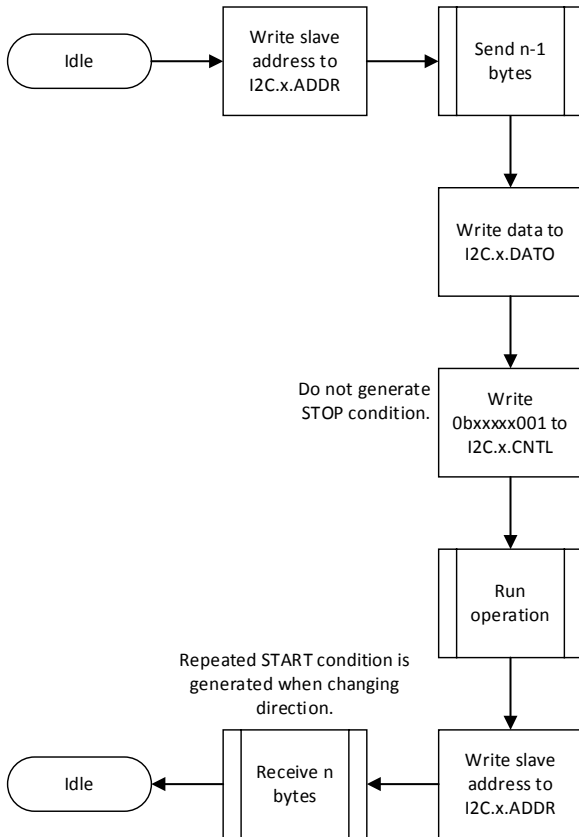 Idle
Write slave
address to
I2C.x.ADDR
Send n-1
bytes
Write data to
I2C.x.DATO
Do not generate
STOP condition.
Write
0bxxxxx001 to
I2C.x.CNTL
Run
operation
Repeated START condition is
generated when changing
direction.
Write slave
address to
I2C.x.ADDR
Receive n
bytes
Idle